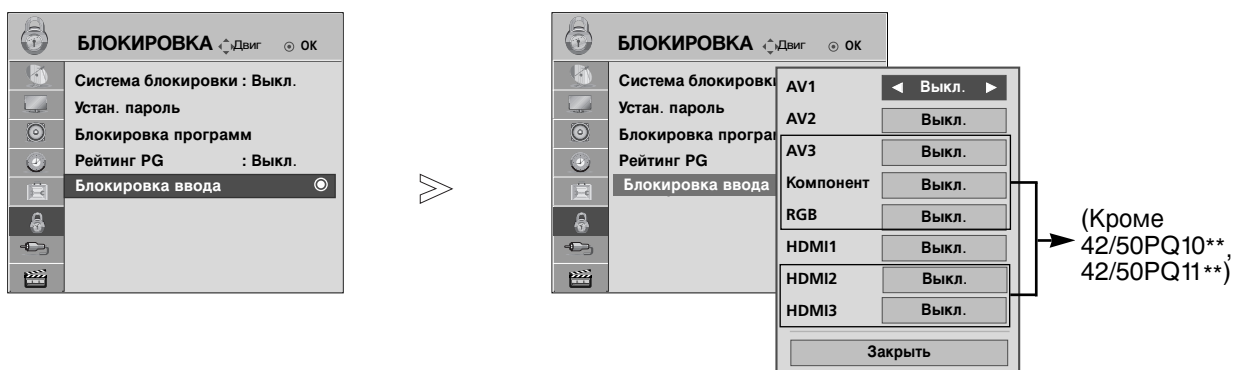 БЛОКИРОВКА Двиг OK
Система блокировки : Выкл.
Устан. пароль
Блокировка программ
Рейтинг PG : Выкл.
Блокировка ввода
БЛОКИРОВКА Двиг OK
Система блокировки
Устан. пароль
Блокировка програм
Рейтинг PG
Блокировка ввода
AV1 ◀ Выкл. ▶
AV2 Выкл.
AV3 Выкл.
Компонент Выкл.
RGB Выкл.
HDMI1 Выкл.
HDMI2 Выкл.
HDMI3 Выкл.
Закрыть
(Кроме
42/50PQ10**,
42/50PQ11**)